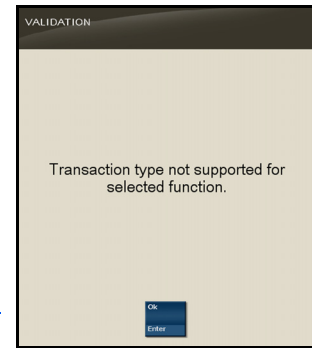 VALIDATION
Transaction type not supported for
selected function.
Ok
Enter